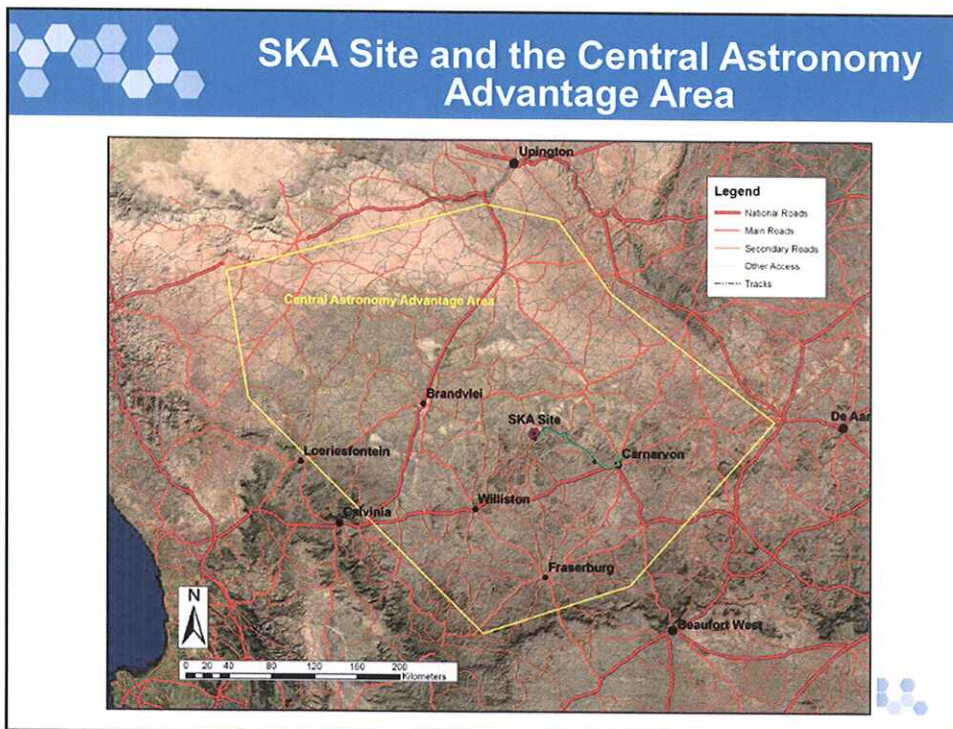 SKA Site and the Central Astronomy
Advantage Area
Upington
Legend
National Roads
Main Roads
Secondary Roads
Other Access
Tracks
Central Astronomy Advantage Area
Brandvlei
SKA Site
De Aar
Loeriesfontein
Carnarvon
Williston
Calvinia
Fraserburg
N
Beaufort West
0 20 40 80 120 160 200
Kilometers